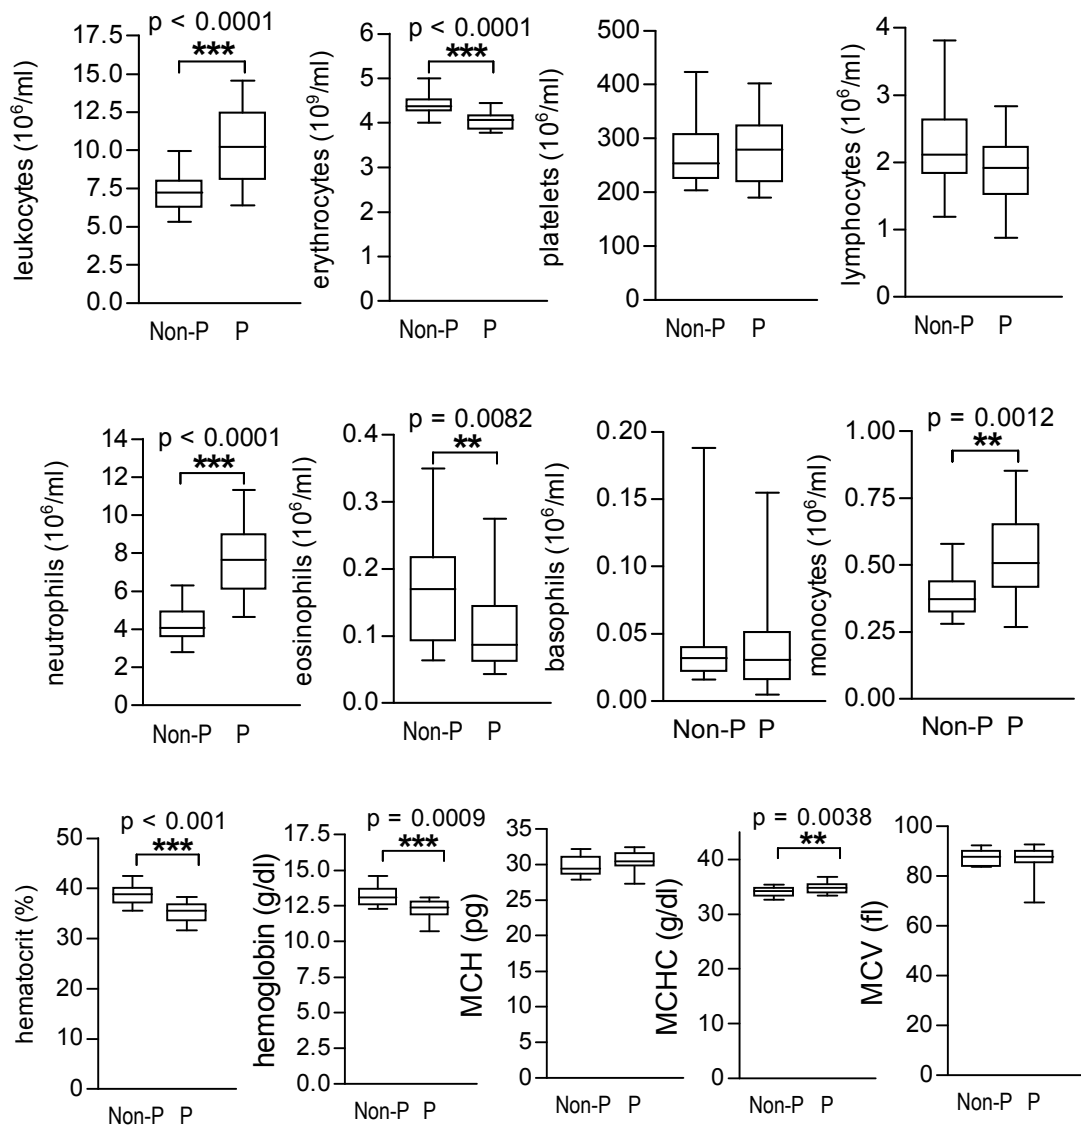 leukocytes (10⁶/ml)
17.5
15.0
12.5
10.0
7.5
5.0
2.5
0.0
p < 0.0001
***
Non-P P
erythrocytes (10⁹/ml)
6
5
4
3
2
1
0
p < 0.0001
***
Non-P P
platelets (10⁶/ml)
500
400
300
200
100
0
Non-P P
lymphocytes (10⁶/ml)
4
3
2
1
0
Non-P P
neutrophils (10⁶/ml)
14
12
10
8
6
4
2
0
p < 0.0001
***
Non-P P
eosinophils (10⁶/ml)
0.4
0.3
0.2
0.1
0.0
p = 0.0082
**
Non-P P
basophils (10⁶/ml)
0.20
0.15
0.10
0.05
0.00
Non-P P
monocytes (10⁶/ml)
1.00
0.75
0.50
0.25
0.00
p = 0.0012
**
Non-P P
hematocrit (%)
50
40
30
20
10
0
p < 0.001
***
Non-P P
hemoglobin (g/dl)
17.5
15.0
12.5
10.0
7.5
5.0
2.5
0.0
p = 0.0009
***
Non-P P
MCH (pg)
35
30
25
20
15
10
5
0
Non-P P
MCHC (g/dl)
40
30
20
10
0
p = 0.0038
**
Non-P P
MCV (fl)
100
80
60
40
20
0
Non-P P